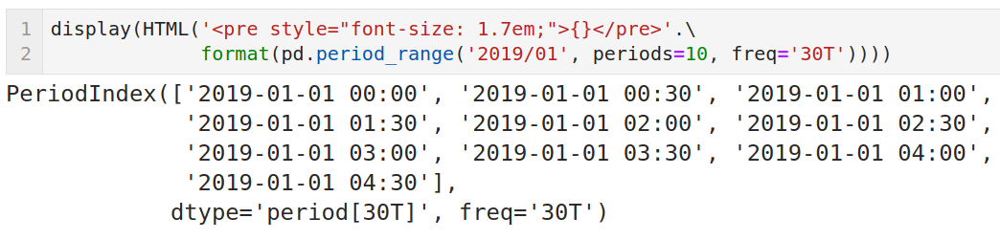 1 display(HTML('<pre style="font-size: 1.7em;">{}</pre>'.\
2 format(pd.period_range('2019/01', periods=10, freq='30T'))))
PeriodIndex(['2019-01-01 00:00', '2019-01-01 00:30', '2019-01-01 01:00',
'2019-01-01 01:30', '2019-01-01 02:00', '2019-01-01 02:30',
'2019-01-01 03:00', '2019-01-01 03:30', '2019-01-01 04:00',
'2019-01-01 04:30'],
dtype='period[30T]', freq='30T')